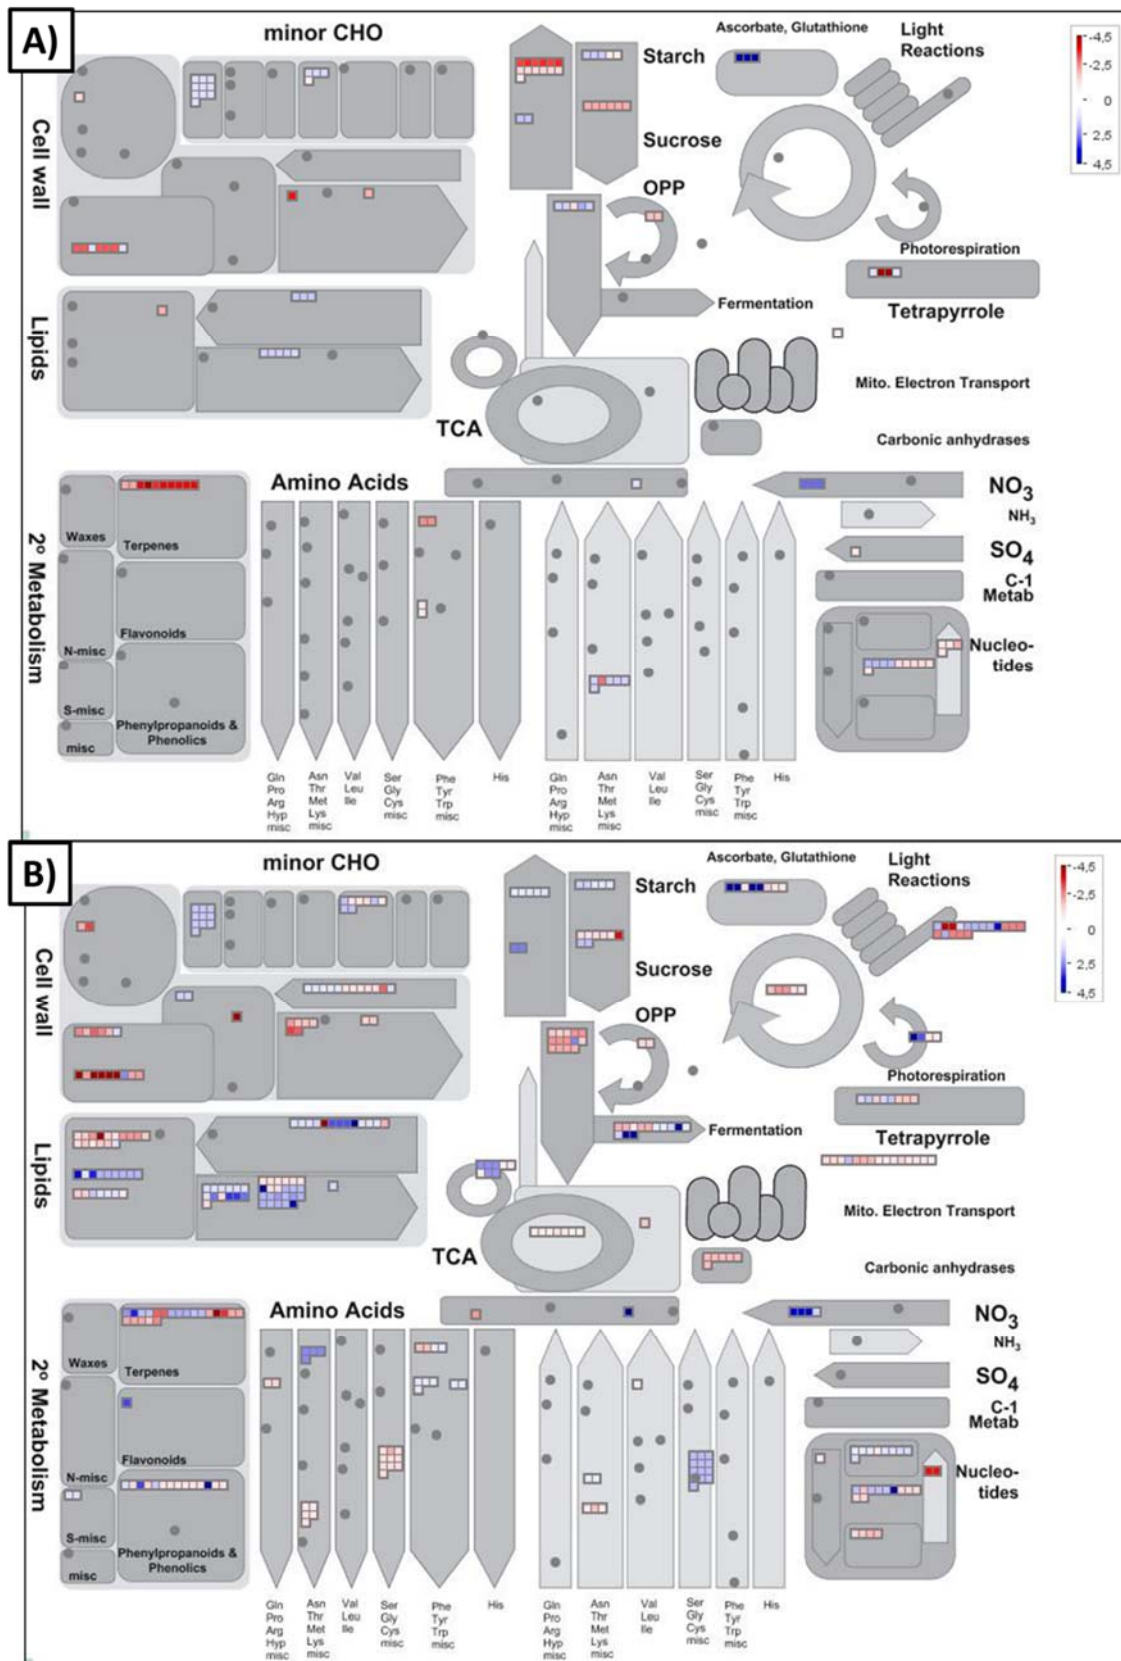 A)
minor CHO
Ascorbate, Glutathione
Light
Reactions
-4,5
-2,5
0
2,5
4,5
Starch
Sucrose
Cell wall
OPP
Photorespiration
Tetrapyrrole
Fermentation
Lipids
Mito. Electron Transport
TCA
Carbonic anhydrases
Amino Acids
NO3
NH3
SO4
C-1
Metab
Nucleo-
tides
2º Metabolism
Waxes
Terpenes
Flavonoids
N-misc
S-misc
Phenylpropanoids &
Phenolics
misc
Gln
Pro
Arg
Hyp
misc
Asn
Thr
Met
Lys
misc
Val
Leu
Ile
Ser
Gly
Cys
misc
Phe
Tyr
Trp
misc
His
Gln
Pro
Arg
Hyp
misc
Asn
Thr
Met
Lys
misc
Val
Leu
Ile
Ser
Gly
Cys
misc
Phe
Tyr
Trp
misc
His
B)
minor CHO
Ascorbate, Glutathione
Light
Reactions
-4,5
-2,5
0
2,5
4,5
Starch
Sucrose
Cell wall
OPP
Photorespiration
Tetrapyrrole
Fermentation
Lipids
Mito. Electron Transport
TCA
Carbonic anhydrases
Amino Acids
NO3
NH3
SO4
C-1
Metab
Nucleo-
tides
2º Metabolism
Waxes
Terpenes
Flavonoids
N-misc
S-misc
Phenylpropanoids &
Phenolics
misc
Gln
Pro
Arg
Hyp
misc
Asn
Thr
Met
Lys
misc
Val
Leu
Ile
Ser
Gly
Cys
misc
Phe
Tyr
Trp
misc
His
Gln
Pro
Arg
Hyp
misc
Asn
Thr
Met
Lys
misc
Val
Leu
Ile
Ser
Gly
Cys
misc
Phe
Tyr
Trp
misc
His